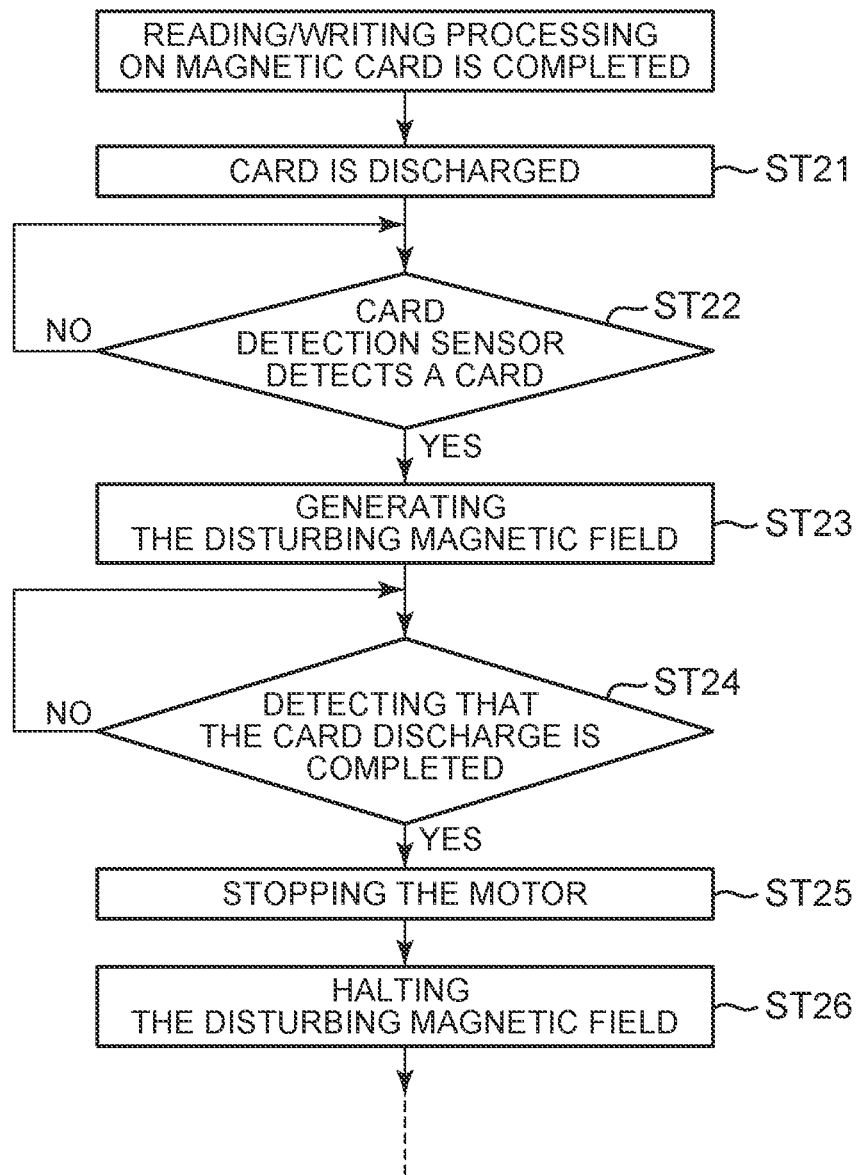 READING/WRITING PROCESSING
ON MAGNETIC CARD IS COMPLETED
CARD IS DISCHARGED
ST21
CARD
DETECTION SENSOR
DETECTS A CARD
ST22
NO
YES
GENERATING
THE DISTURBING MAGNETIC FIELD
ST23
DETECTING THAT
THE CARD DISCHARGE IS
COMPLETED
ST24
NO
YES
STOPPING THE MOTOR
ST25
HALTING
THE DISTURBING MAGNETIC FIELD
ST26